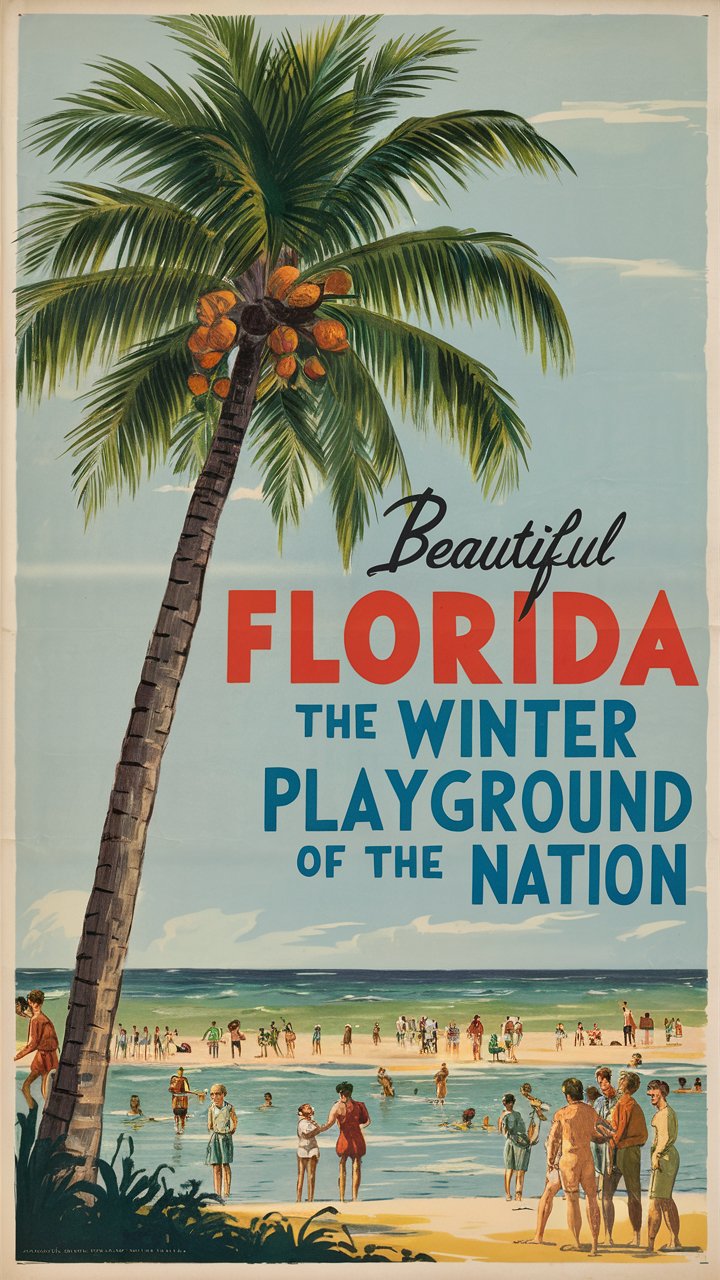 Beautiful
FLORIDA
THE WINTER
PLAYGROUND
OF THE NATION